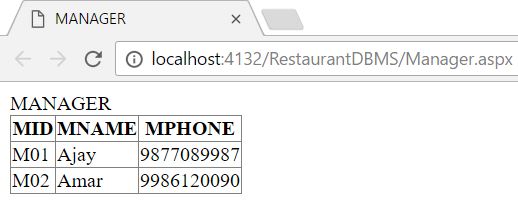 MANAGER
localhost:4132/RestaurantDBMS/Manager.aspx
MANAGER
MID MNAME MPHONE
M01 Ajay 9877089987
M02 Amar 9986120090